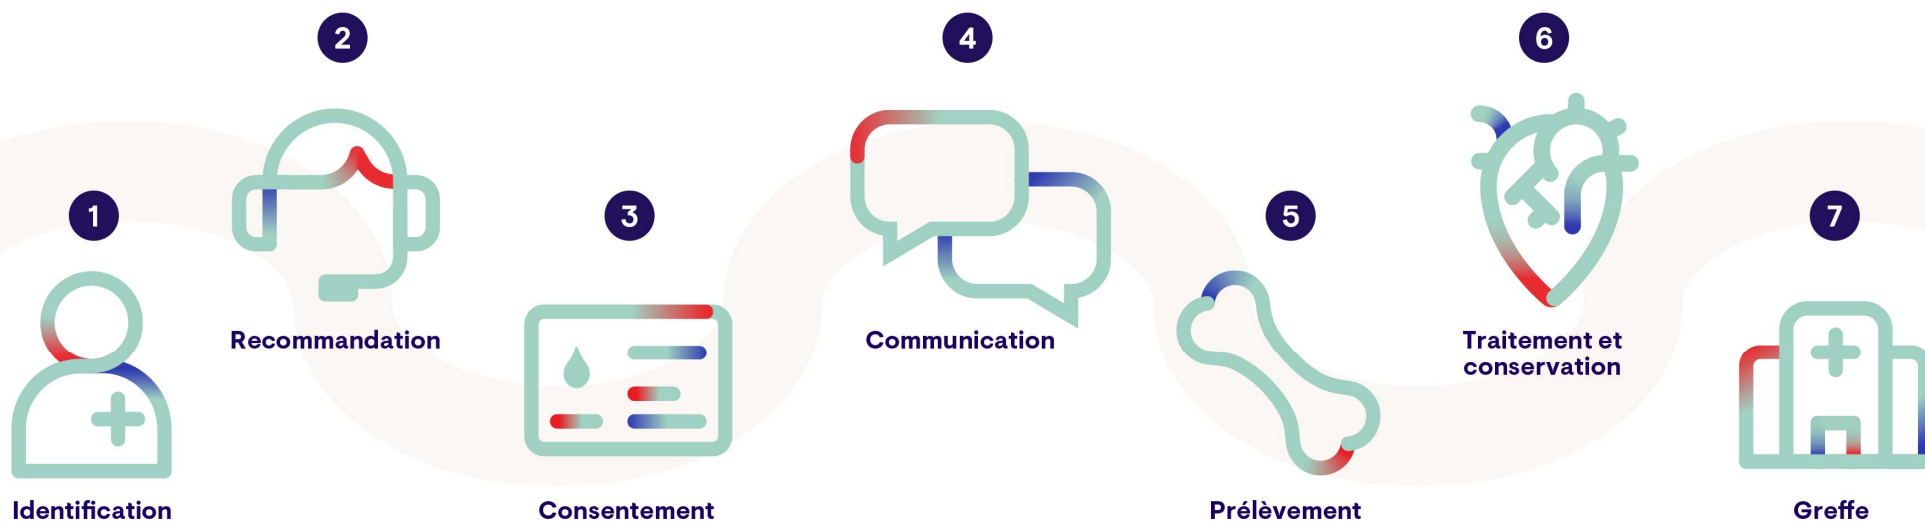 1
Identification
2
Recommandation
3
Consentement
4
Communication
5
Prélèvement
6
Traitement et
conservation
7
Greffe